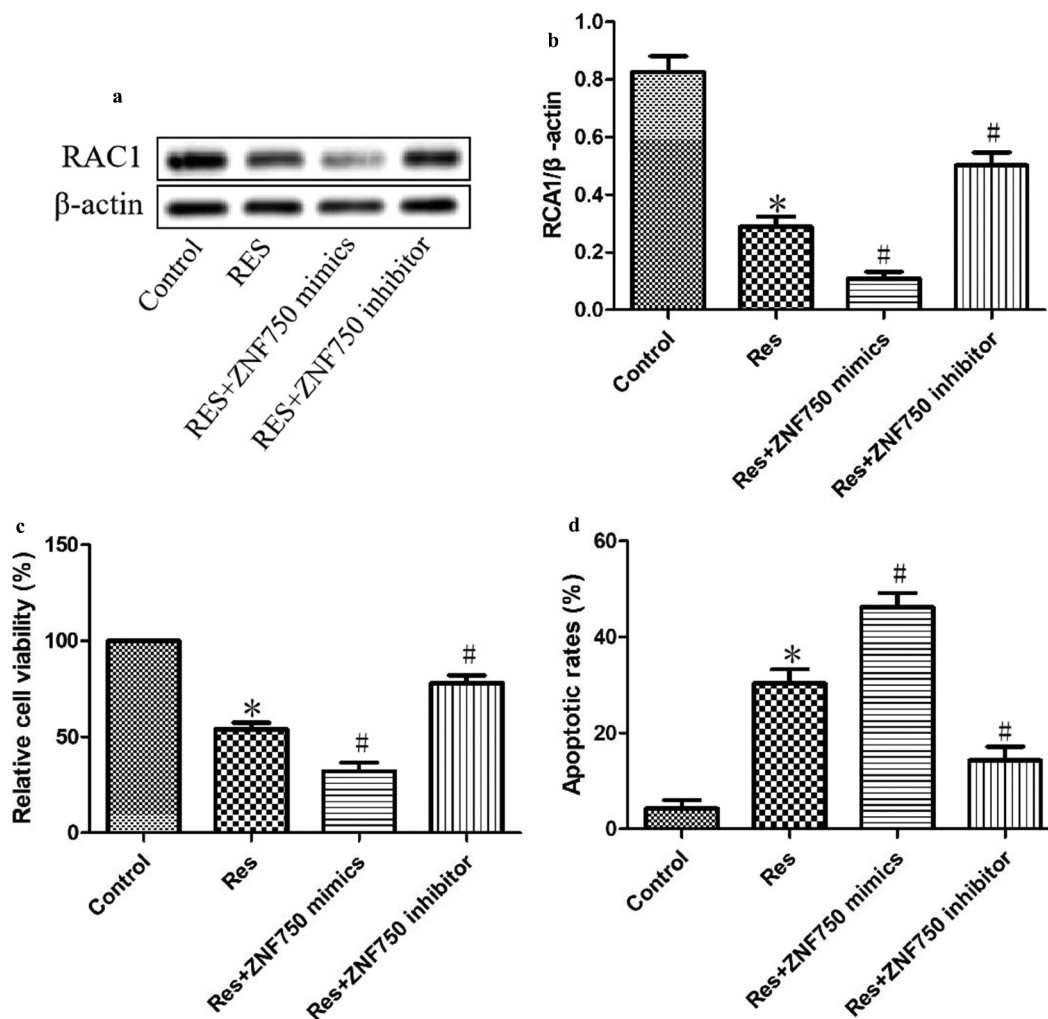 a
RAC1
β-actin
Control
RES
RES+ZNF750 mimics
RES+ZNF750 inhibitor
b
RCA1/β -actin
1.0
0.8
0.6
0.4
0.2
0.0
*
#
#
Control
Res
Res+ZNF750 mimics
Res+ZNF750 inhibitor
c
Relative cell viability (%)
150
100
50
0
*
#
#
Control
Res
Res+ZNF750 mimics
Res+ZNF750 inhibitor
d
Apoptotic rates (%)
60
40
20
0
*
#
#
Control
Res
Res+ZNF750 mimics
Res+ZNF750 inhibitor